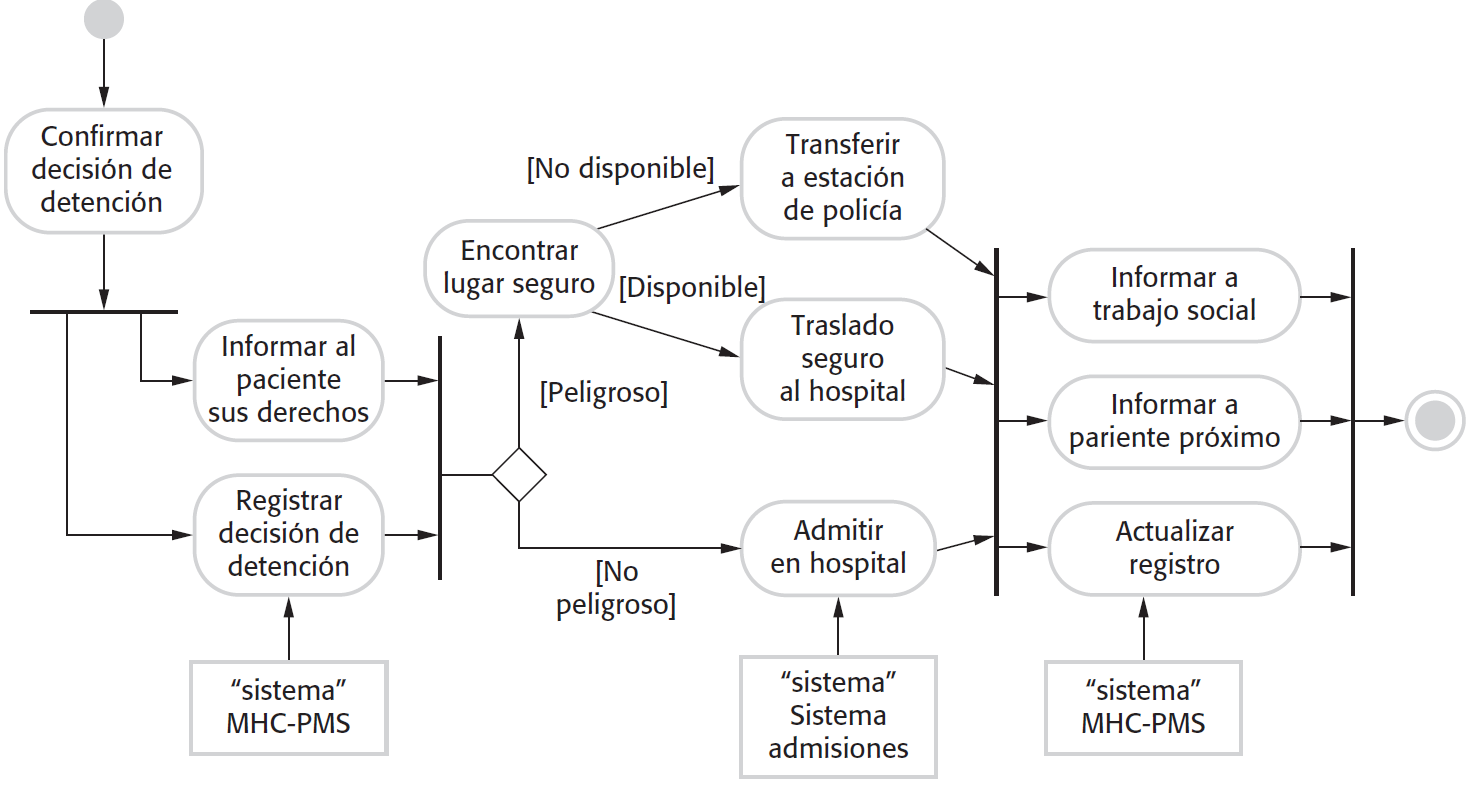 Confirmar
decisión de
detención
Informar al
paciente
sus derechos
Registrar
decisión de
detención
“sistema”
MHC-PMS
Encontrar
lugar seguro
[Peligroso]
[No
peligroso]
[No disponible]
[Disponible]
Transferir
a estación
de policía
Traslado
seguro
al hospital
Admitir
en hospital
“sistema”
Sistema
admisiones
Informar a
trabajo social
Informar a
pariente próximo
Actualizar
registro
“sistema”
MHC-PMS